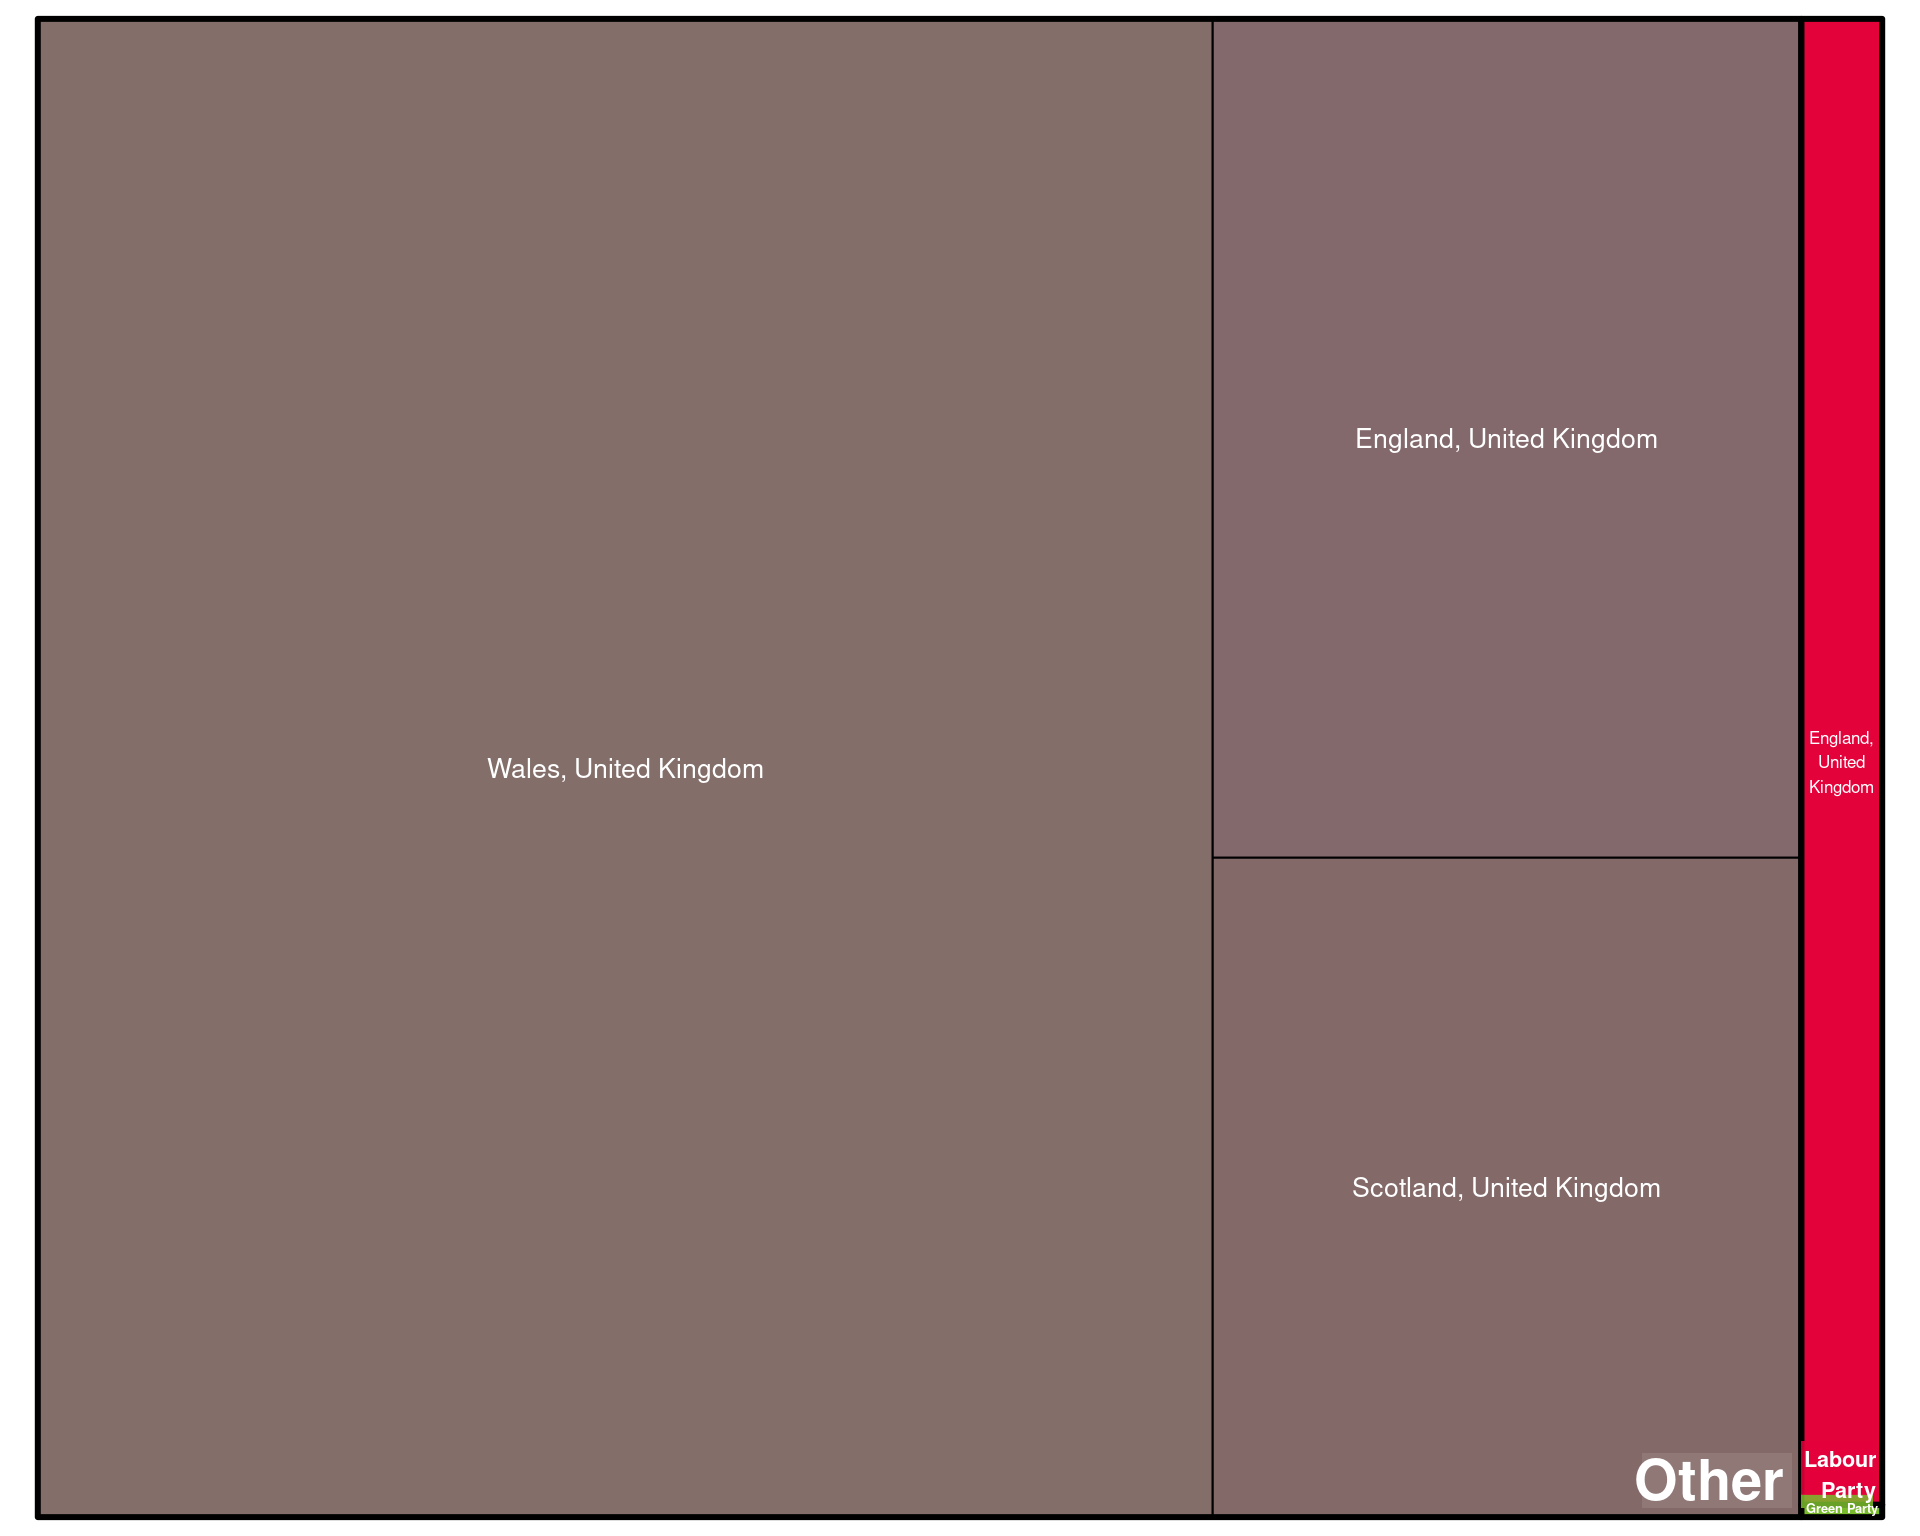 England, United Kingdom
Wales, United Kingdom
England,
United
Kingdom
Scotland, United Kingdom
Other
Labour
Party
Green Party